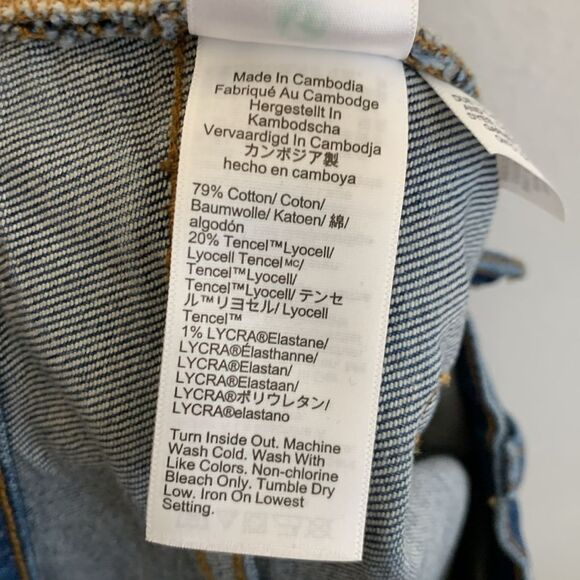 Made In Cambodia
Fabriqué Au Cambodge
Hergestellt In
Kambodscha
Vervaardigd In Cambodja
カンボジア製
hecho en camboya
79% Cotton/ Coton/
Baumwolle/ Katoen/ 綿/
algodón
20% Tencel™Lyocell/
Lyocell Tencelᴹᶜ/
Tencel™Lyocell/
Tencel™Lyocell/ テンセ
ル™リヨセル/ Lyocell
Tencel™
1% LYCRA®Elastane/
LYCRA®Élasthanne/
LYCRA®Elastan/
LYCRA®Elastaan/
LYCRA®ポリウレタン/
LYCRA®elastano
Turn Inside Out. Machine
Wash Cold. Wash With
Like Colors. Non-chlorine
Bleach Only. Tumble Dry
Low. Iron On Lowest
Setting.